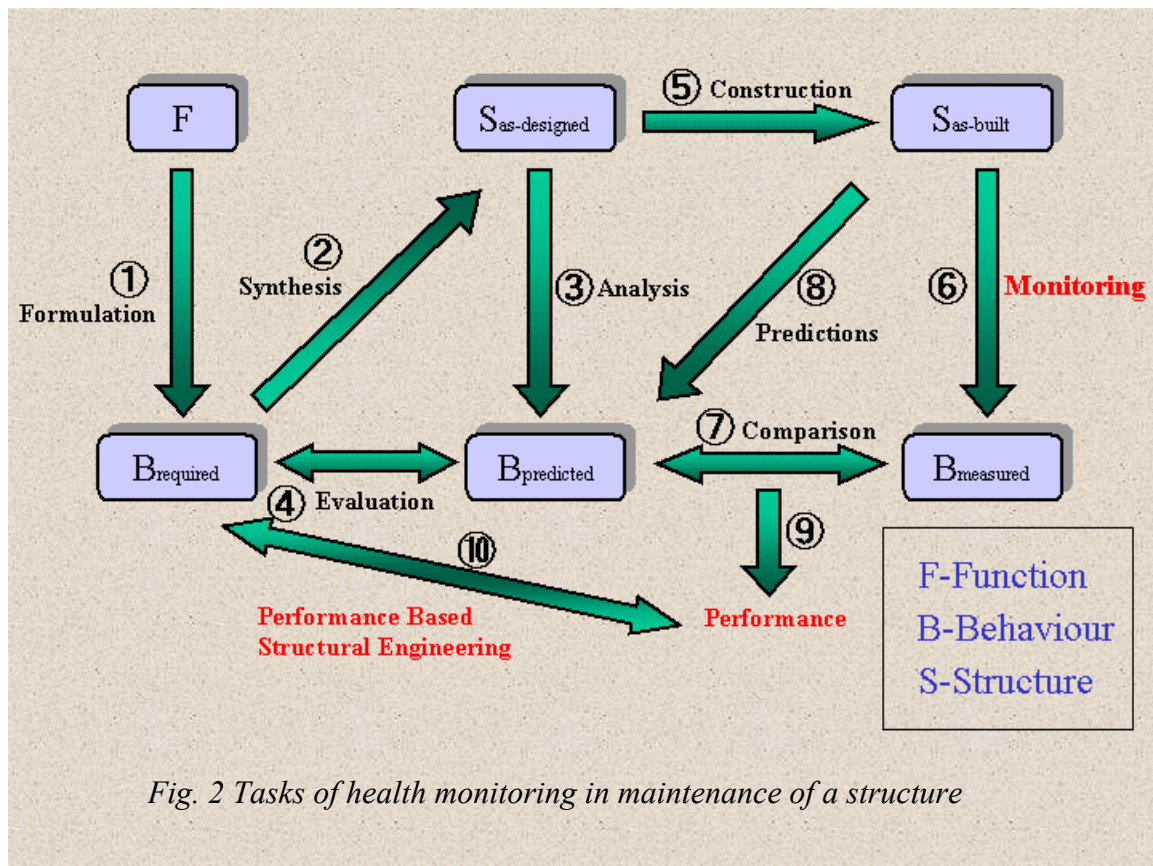 F
Sas-designed
⑤ Construction
Sas-built
①
Formulation
②
Synthesis
③ Analysis
⑧
Predictions
⑥
Monitoring
Brequired
Bpredicted
⑦ Comparison
Bmeasured
④ Evaluation
⑩
⑨
Performance Based
Structural Engineering
Performance
F-Function
B-Behaviour
S-Structure
Fig. 2 Tasks of health monitoring in maintenance of a structure